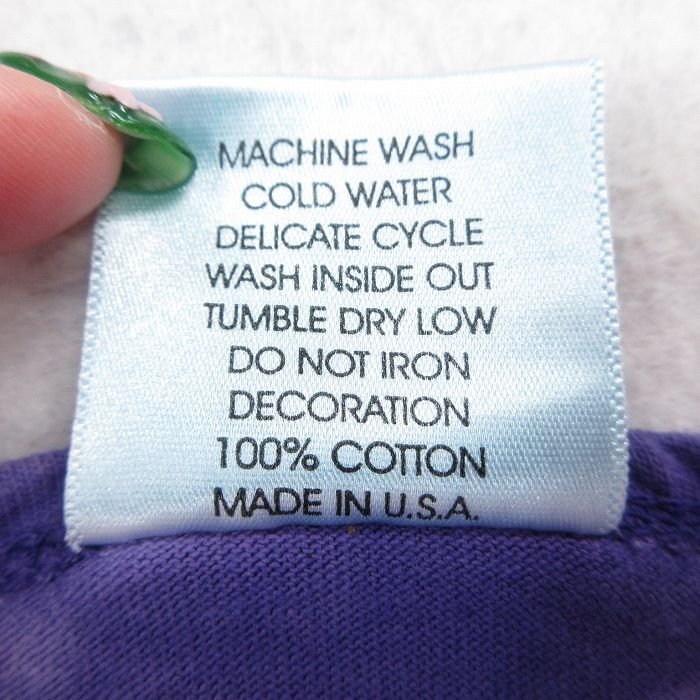 MACHINE WASH
COLD WATER
DELICATE CYCLE
WASH INSIDE OUT
TUMBLE DRY LOW
DO NOT IRON
DECORATION
100% COTTON
MADE IN U.S.A.